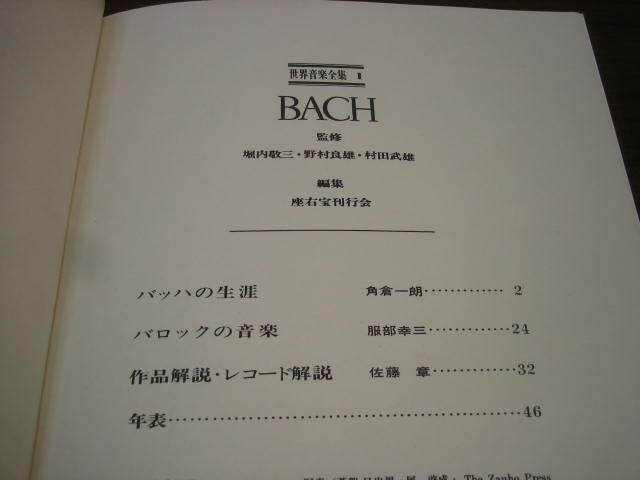 世界音楽全集 1
BACH
監修
堀内敬三・野村良雄・村田武雄
編集
座右宝刊行会
バッハの生涯 角倉一朗・・・・・・・・・・・・・ 2
バロックの音楽 服部幸三・・・・・・・・・・・・・24
作品解説・レコード解説 佐藤 章・・・・・・・・・・・・・32
年表・・・・・・・・・・・・・・・・・・・・・・・・・・・・・・・・・・・・・・・・・・・・・・・・・・46
The Zauho Press